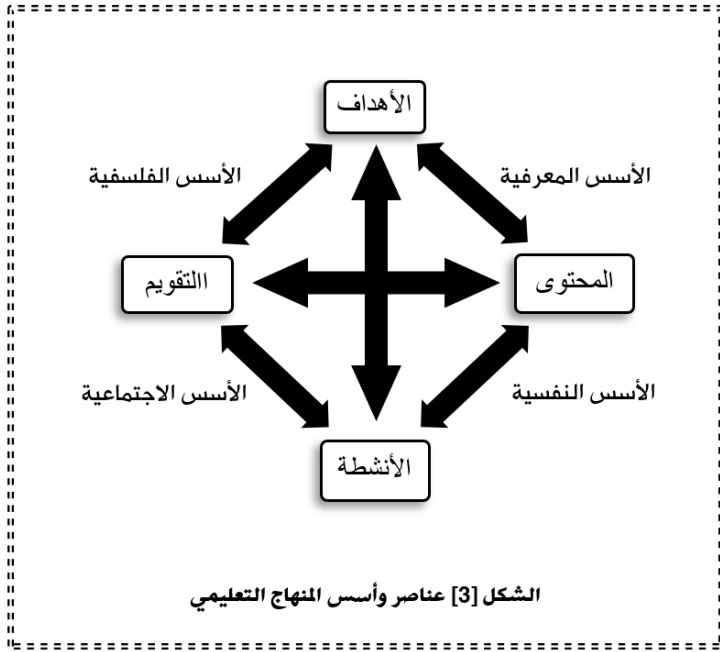 الأهداف
الأسس المعرفية
الأسس الفلسفية
المحتوى
االتقويم
الأسس النفسية
الأسس الاجتماعية
الأنشطة
الشكل [3] عناصر وأسس المنهاج التعليمي